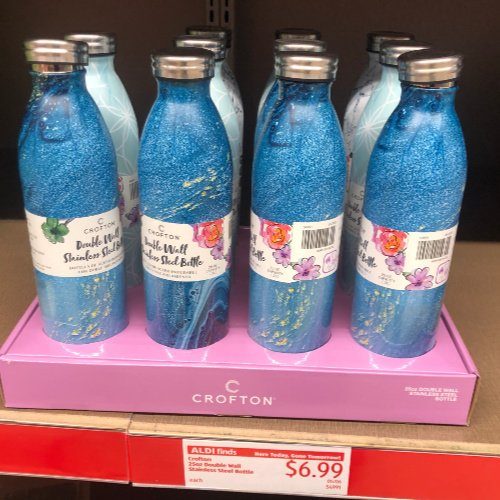 C
CROFTON
Double Wall
Stainless Steel Bottle
CROFTON
Double Wall
Stainless Steel Bottle
C
CROFTON
25oz DOUBLE WALL
STAINLESS STEEL
BOTTLE
ALDI finds
Here Today, Gone Tomorrow!
Crofton
25oz Double Wall
Stainless Steel Bottle
each
$6.99